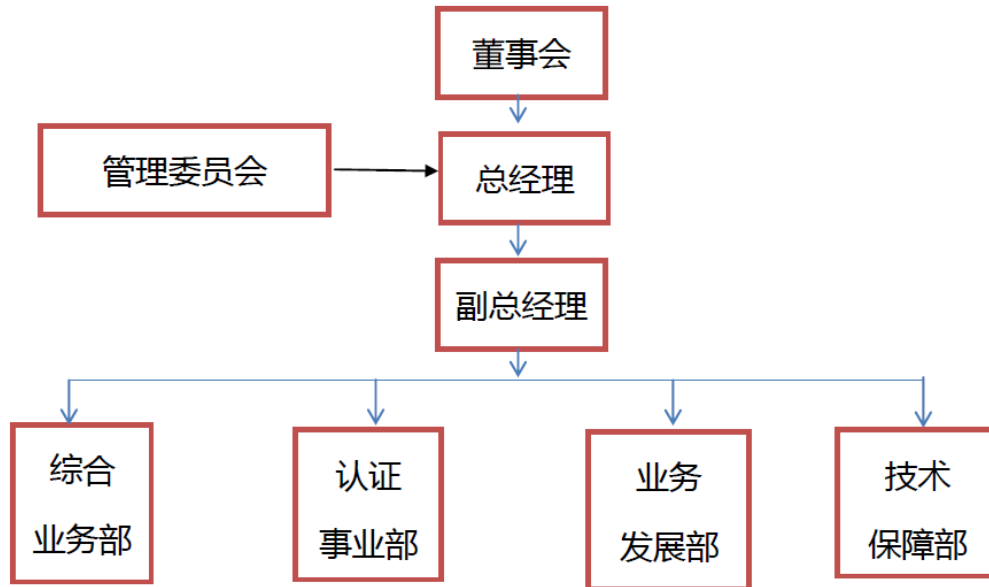 董事会
管理委员会
总经理
副总经理
综合
业务部
认证
事业部
业务
发展部
技术
保障部